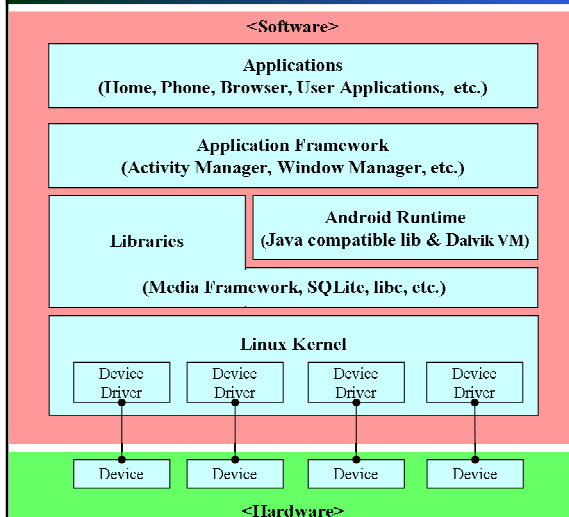 <Software>
Applications
(Home, Phone, Browser, User Applications, etc.)
Application Framework
(Activity Manager, Window Manager, etc.)
Libraries
Android Runtime
(Java compatible lib & Dalvik VM)
(Media Framework, SQLite, libc, etc.)
Linux Kernel
Device
Driver
Device
Driver
Device
Driver
Device
Driver
Device
Device
Device
Device
<Hardware>